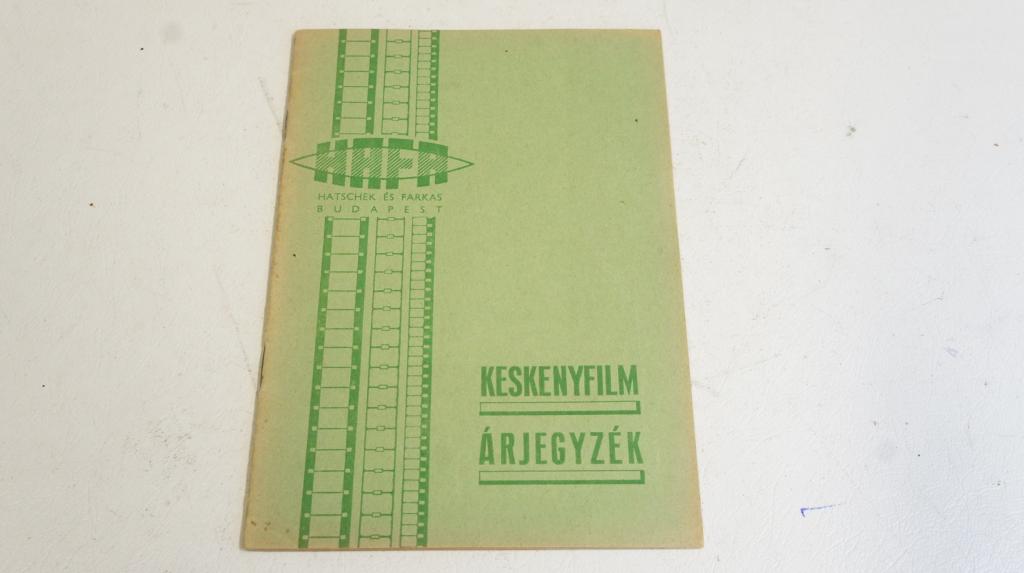 HAFA
HATSCHEK ÉS FARKAS
BUDAPEST
KESKENYFILM
ÁRJEGYZÉK